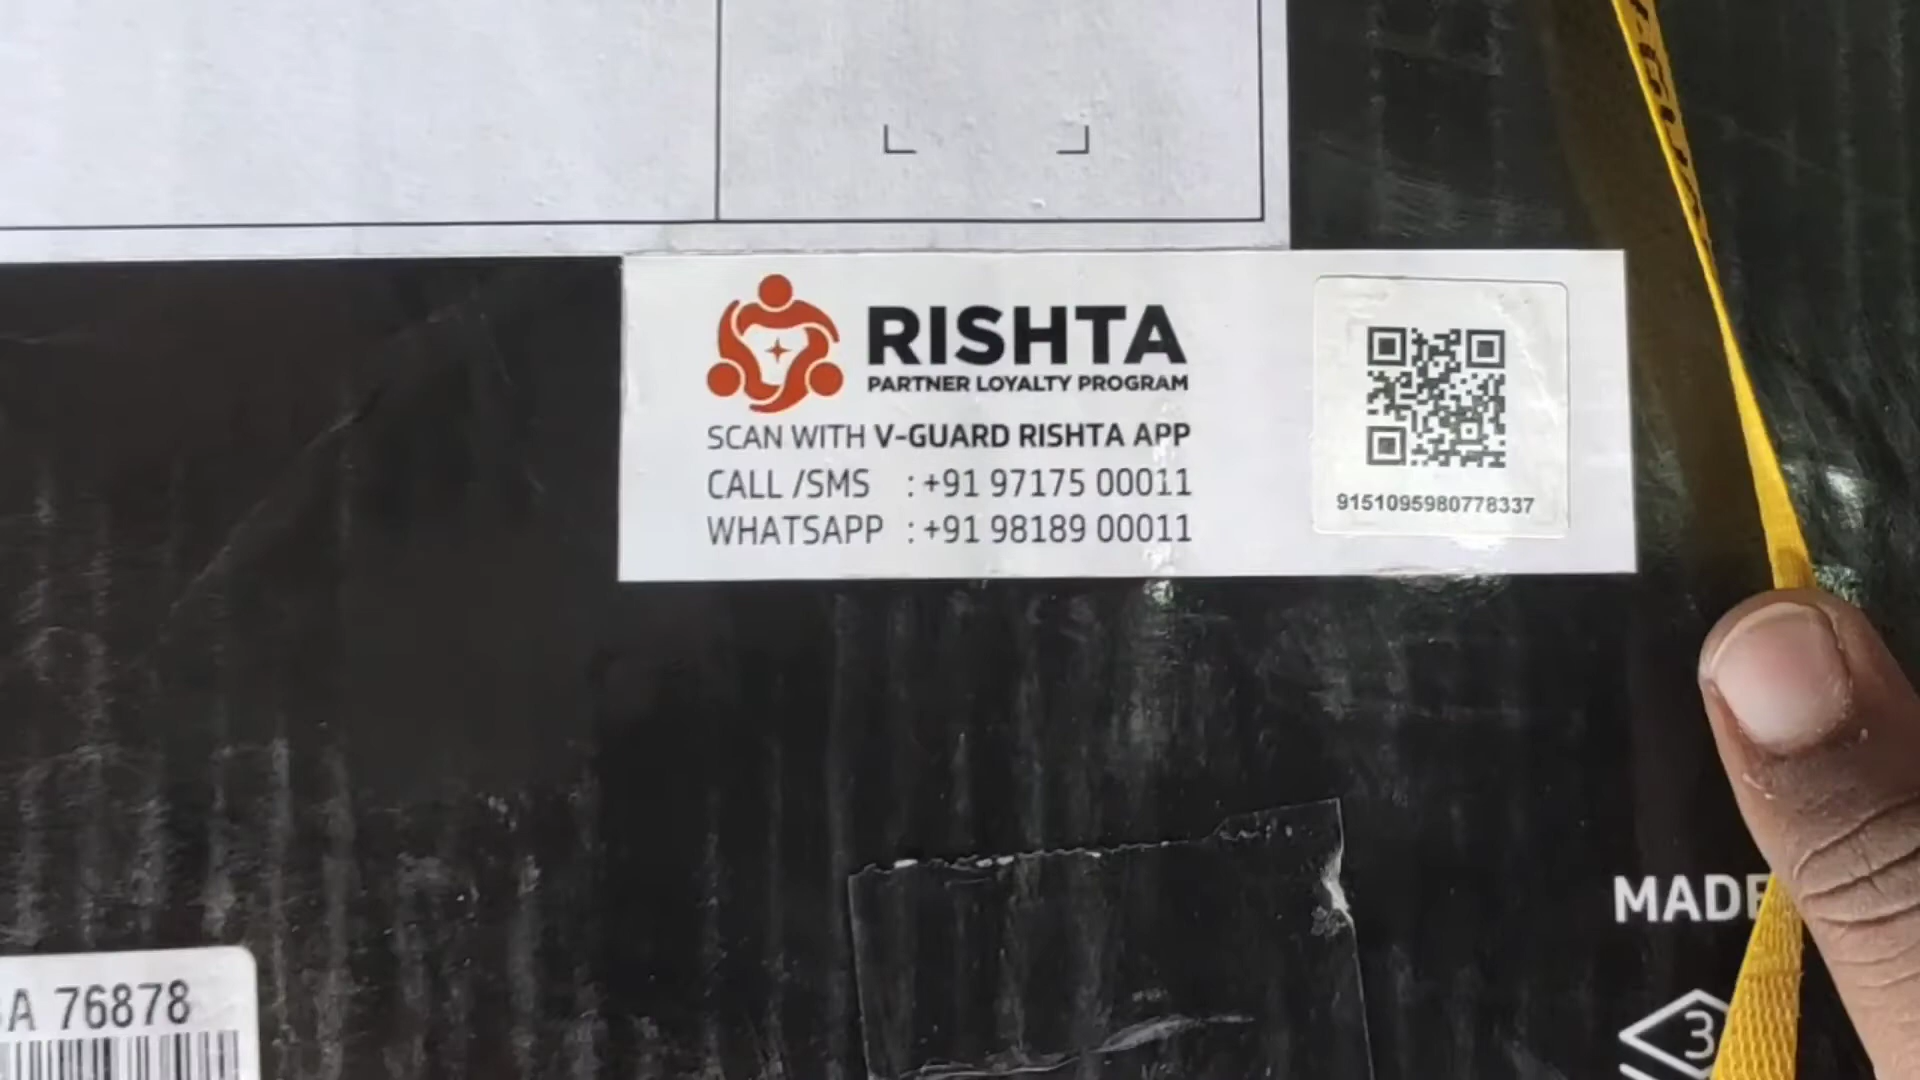 RISHTA
PARTNER LOYALTY PROGRAM
SCAN WITH V-GUARD RISHTA APP
CALL /SMS : +91 97175 00011
WHATSAPP : +91 98189 00011
9151095980778337
MADE
3
A 76878